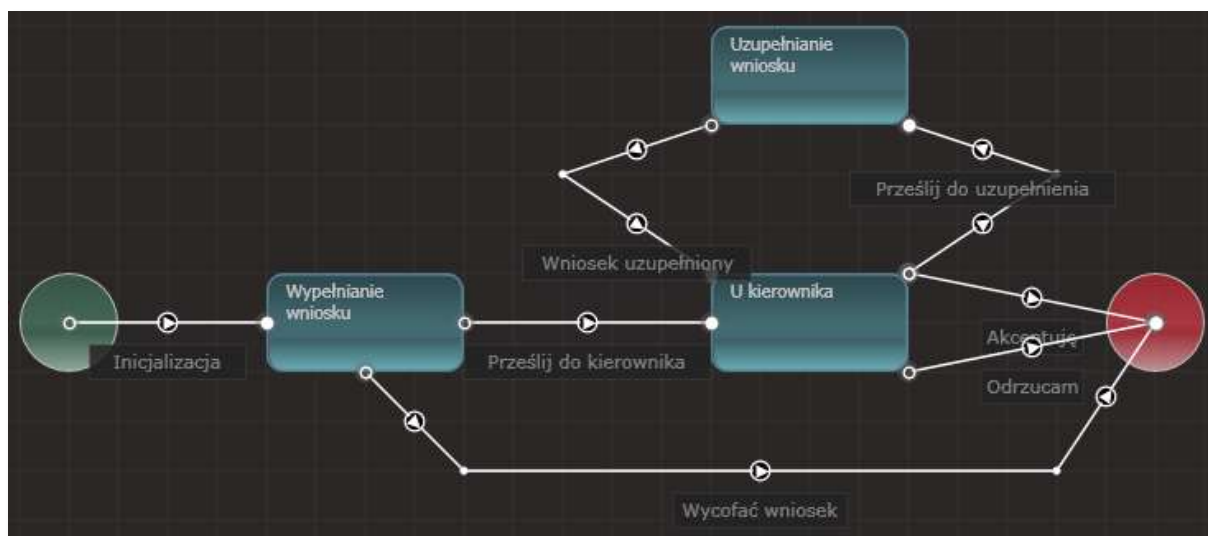 Uzupełnianie
wniosku
Prześlij do uzupełnienia
Wniosek uzupełniony
Wypełnianie
wniosku
U kierownika
Inicjalizacja
Prześlij do kierownika
Akceptuję
Odrzucam
Wycofać wniosek